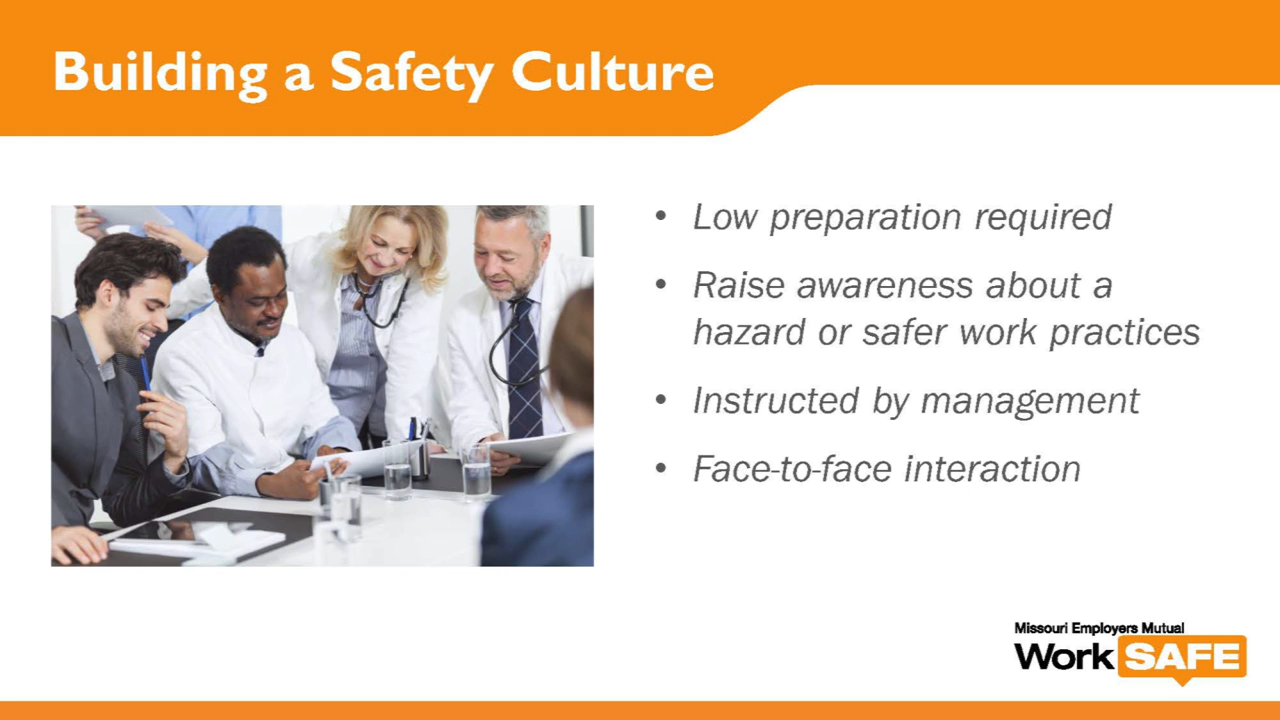 Building a Safety Culture
• Low preparation required
• Raise awareness about a
hazard or safer work practices
• Instructed by management
• Face-to-face interaction
Missouri Employers Mutual
Work SAFE